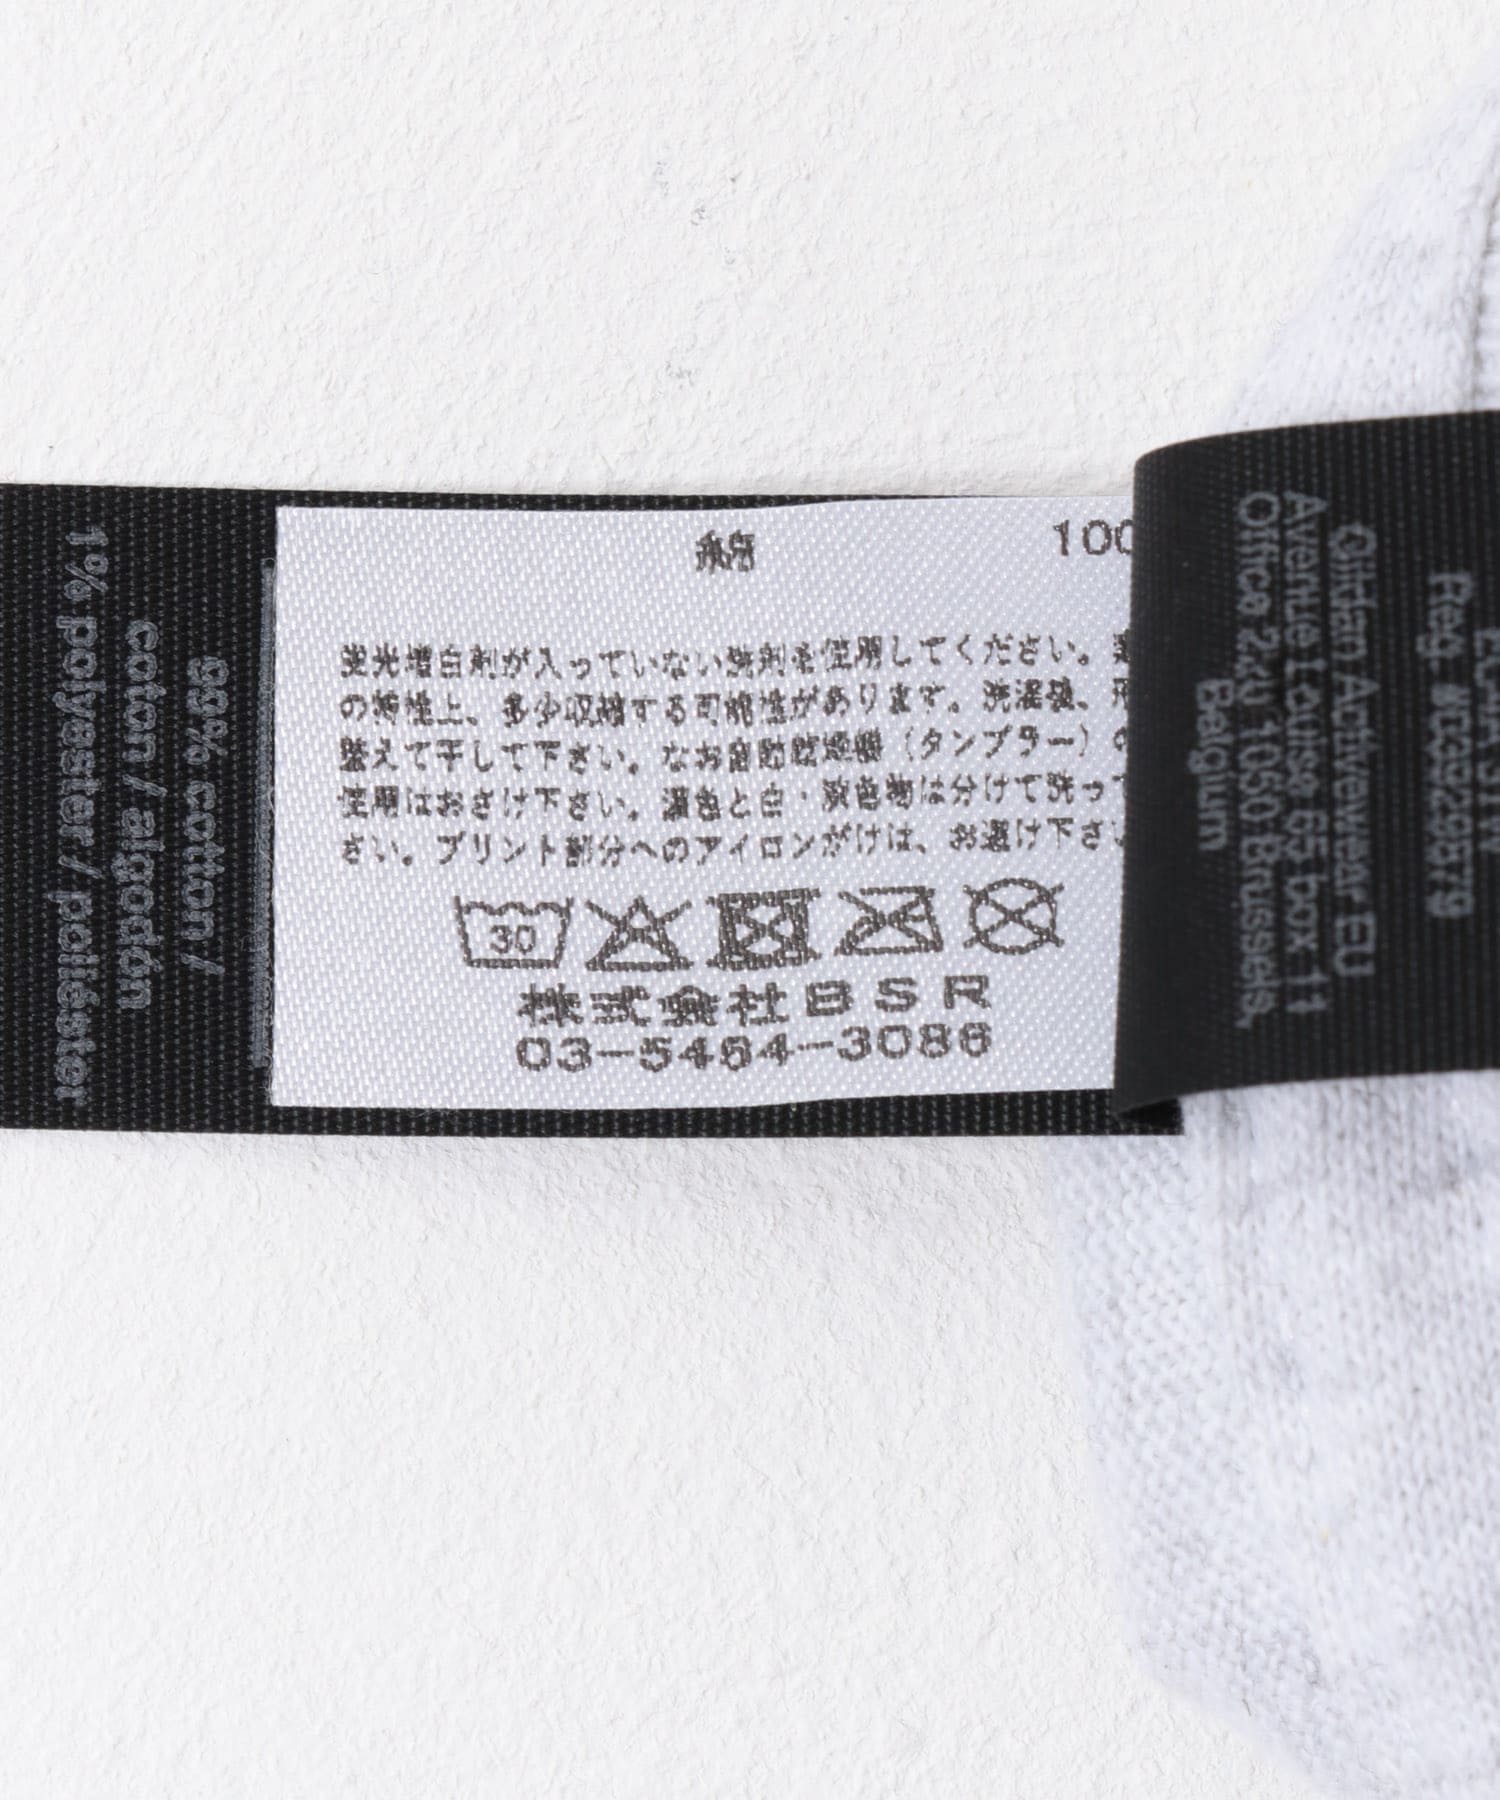 綿 100
蛍光増白剤が入っていない洗剤を使用してください。
の特性上、多少収縮する可能性があります。洗濯後、形
整えて干して下さい。なお自動乾燥機（タンブラー）の
使用はおさけ下さい。濃色と白・淡色物は分けて洗って
さい。プリント部分へのアイロンがけは、お避け下さい
30
株式会社BSR
03-5464-3086
99% cotton /
coton / algodón
1% polyester / poliéster
Reg. #083298579
Gildan Activewear EU
Avenue Louise 65 box 11
Office 220 1050 Brussels,
Belgium